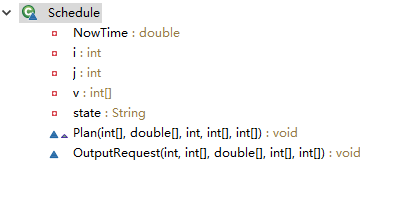 Schedule
NowTime : double
i : int
j : int
v : int[]
state : String
Plan(int[], double[], int, int[], int[]) : void
OutputRequest(int, int[], double[], int[], int[]) : void